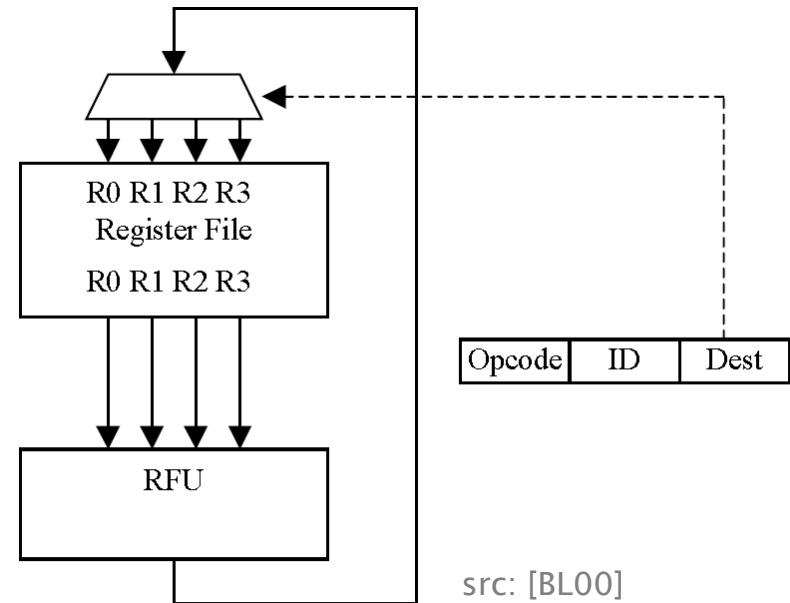 R0 R1 R2 R3
Register File
R0 R1 R2 R3
Opcode ID Dest
RFU
src: [BL00]